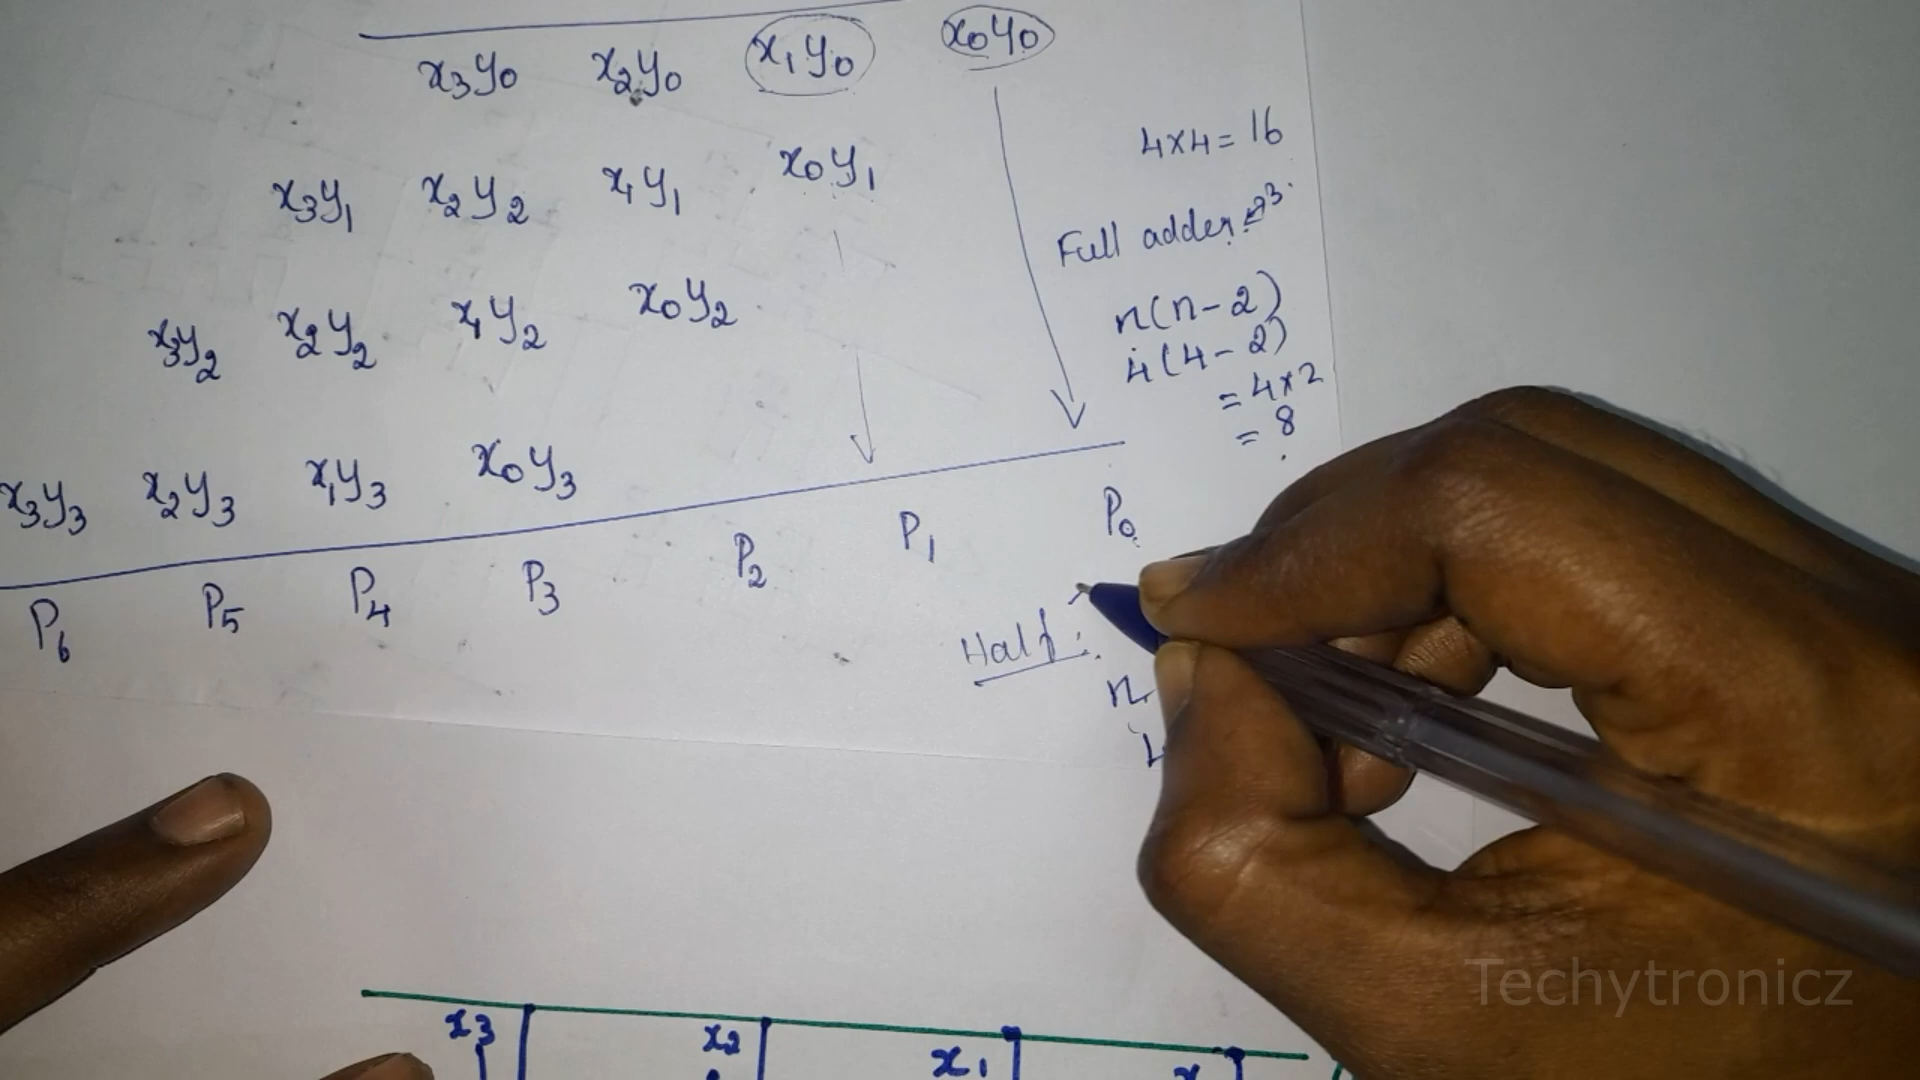 x3y0 x2y0 x1y0 x0y0
x3y1 x2y2 x1y1 x0y1
x3y2 x2y2 x1y2 x0y2
x3y3 x2y3 x1y3 x0y3
P6 P5 P4 P3 P2 P1 P0
4x4=16
Full adder
n(n-2)
4(4-2)
=4x2
=8
Half
n
Techytronicz
x3 x2 x1